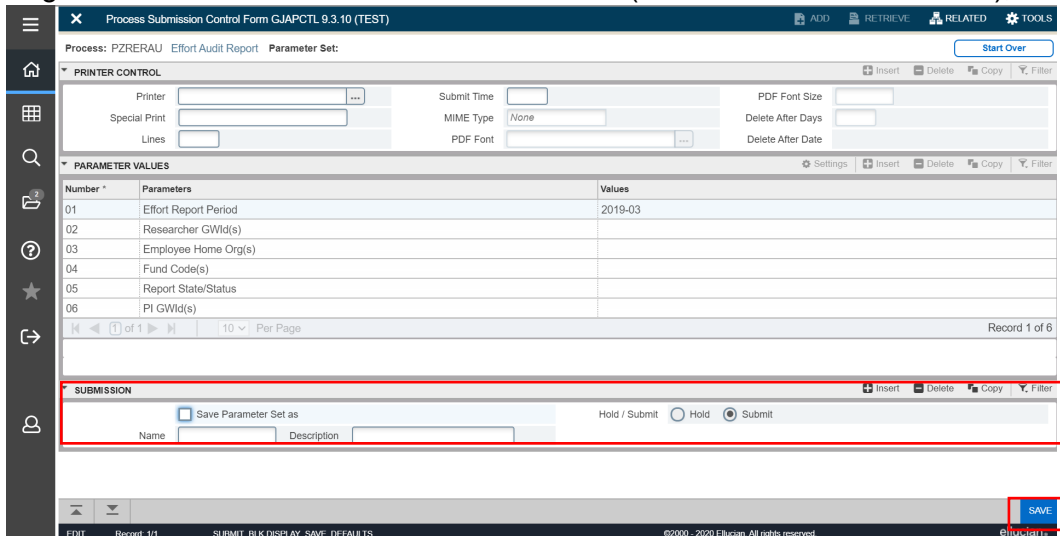 Process Submission Control Form GJAPCTL 9.3.10 (TEST) ADD RETRIEVE RELATED TOOLS
Process: PZRERAU Effort Audit Report Parameter Set: Start Over
PRINTER CONTROL Insert Delete Copy Filter
Printer ... Submit Time PDF Font Size
Special Print MIME Type None Delete After Days
Lines PDF Font ... Delete After Date
PARAMETER VALUES Settings Insert Delete Copy Filter
Number * Parameters Values
01 Effort Report Period 2019-03
02 Researcher GWId(s)
2
03 Employee Home Org(s)
04 Fund Code(s)
05 Report State/Status
06 PI GWId(s)
1 of 1 10 Per Page Record 1 of 6
SUBMISSION Insert Delete Copy Filter
Save Parameter Set as Hold / Submit Hold Submit
Name Description
SAVE
EDIT Record: 1/1 SUBMIT_BLK.DISPLAY_SAVE_DEFAULTS ©2000 - 2020 Ellucian. All rights reserved. ellucian